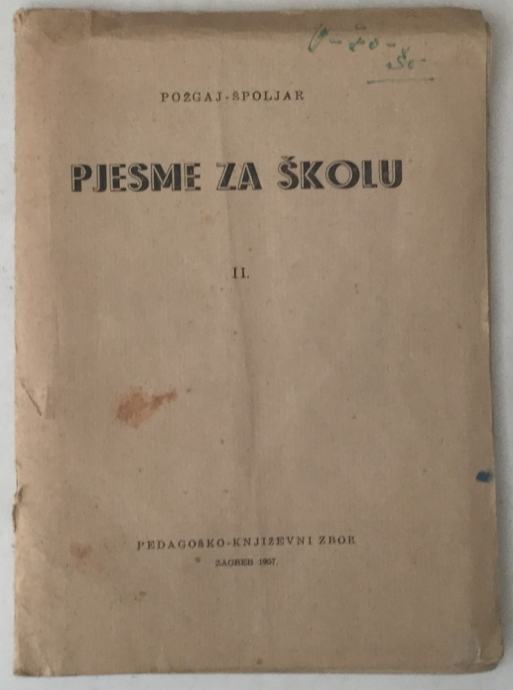 POŽGAJ-ŠPOLJAR
PJESME ZA ŠKOLU
II.
PEDAGOŠKO-KNJIŽEVNI ZBOR
ZAGREB 1957.